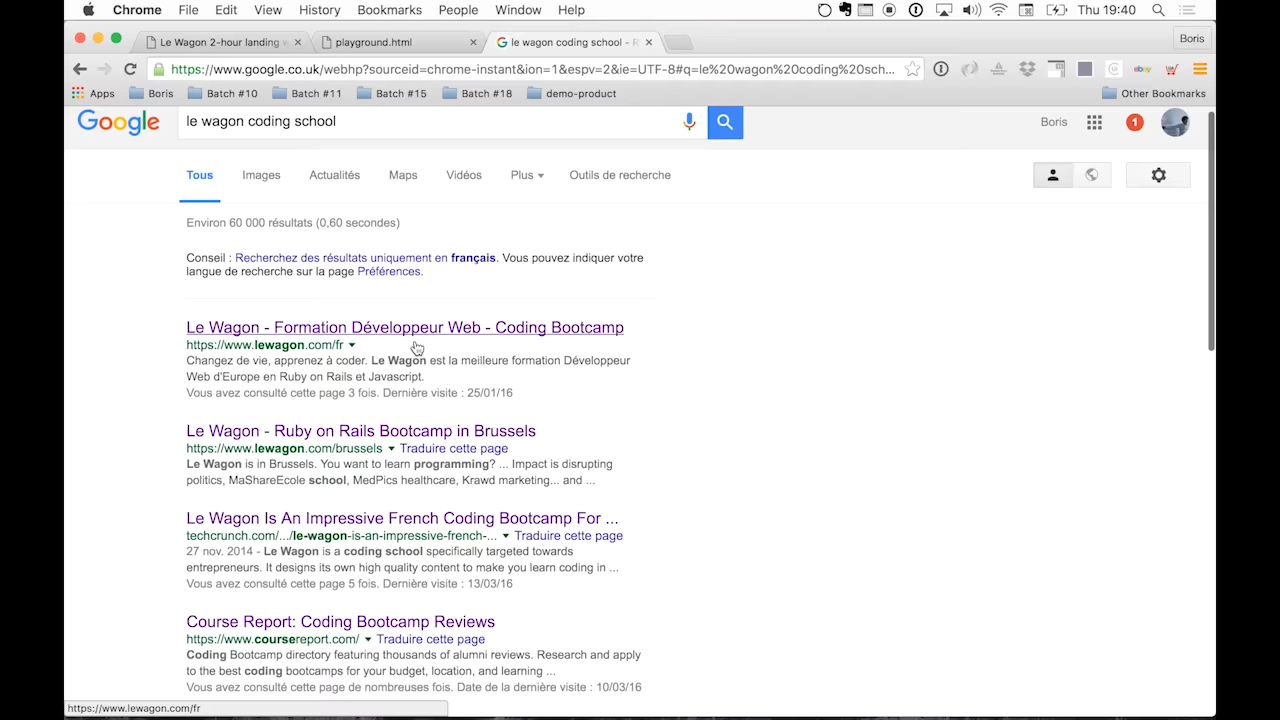 Chrome File Edit View History Bookmarks People Window Help Thu 19:40
Le Wagon 2-hour landing w
playground.html
le wagon coding school - R
Boris
https://www.google.co.uk/webhp?sourceid=chrome-instant&ion=1&espv=2&ie=UTF-8#q=le%20wagon%20coding%20sch...
Apps Boris Batch #10 Batch #11 Batch #15 Batch #18 demo-product Other Bookmarks
Google le wagon coding school Boris 1
Tous Images Actualités Maps Vidéos Plus Outils de recherche
Environ 60 000 résultats (0,60 secondes)
Conseil : Recherchez des résultats uniquement en français. Vous pouvez indiquer votre
langue de recherche sur la page Préférences.
Le Wagon - Formation Développeur Web - Coding Bootcamp
https://www.lewagon.com/fr
Changez de vie, apprenez à coder. Le Wagon est la meilleure formation Développeur
Web d'Europe en Ruby on Rails et Javascript.
Vous avez consulté cette page 3 fois. Dernière visite : 25/01/16
Le Wagon - Ruby on Rails Bootcamp in Brussels
https://www.lewagon.com/brussels Traduire cette page
Le Wagon is in Brussels. You want to learn programming? ... Impact is disrupting
politics, MaShareEcole school, MedPics healthcare, Krawd marketing... and ...
Le Wagon Is An Impressive French Coding Bootcamp For ...
techcrunch.com/.../le-wagon-is-an-impressive-french-... Traduire cette page
27 nov. 2014 - Le Wagon is a coding school specifically targeted towards
entrepreneurs. It designs its own high quality content to make you learn coding in ...
Vous avez consulté cette page 5 fois. Dernière visite : 13/03/16
Course Report: Coding Bootcamp Reviews
https://www.coursereport.com/ Traduire cette page
Coding Bootcamp directory featuring thousands of alumni reviews. Research and apply
to the best coding bootcamps for your budget, location, and learning ...
Vous avez consulté cette page de nombreuses fois. Date de la dernière visite : 10/03/16
https://www.lewagon.com/fr